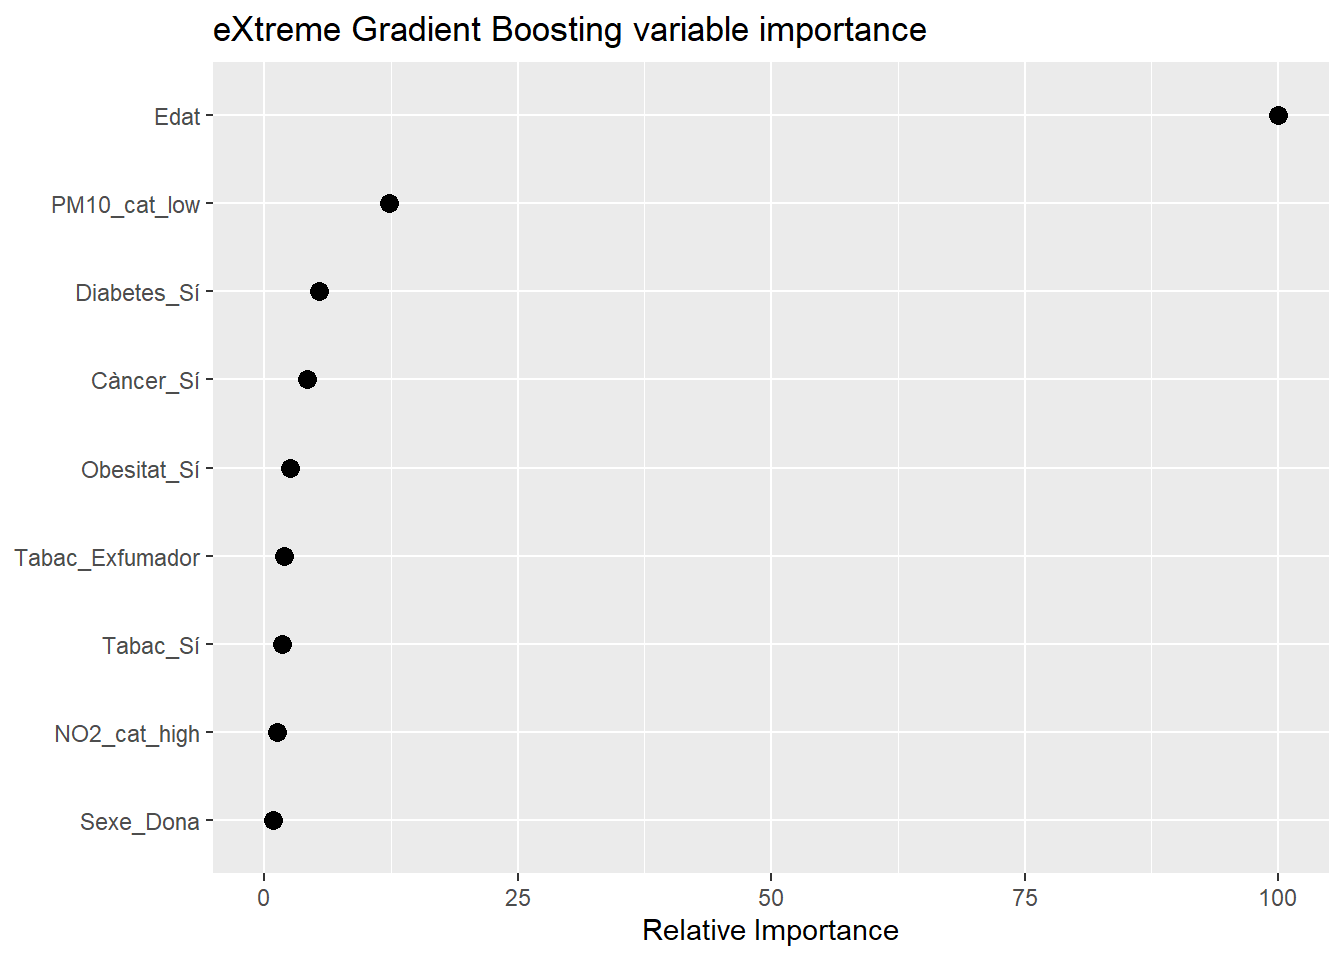 eXtreme Gradient Boosting variable importance
Edat
PM10_cat_low
Diabetes_Sí
Càncer_Sí
Obesitat_Sí
Tabac_Exfumador
Tabac_Sí
NO2_cat_high
Sexe_Dona
0 25 50 75 100
Relative Importance